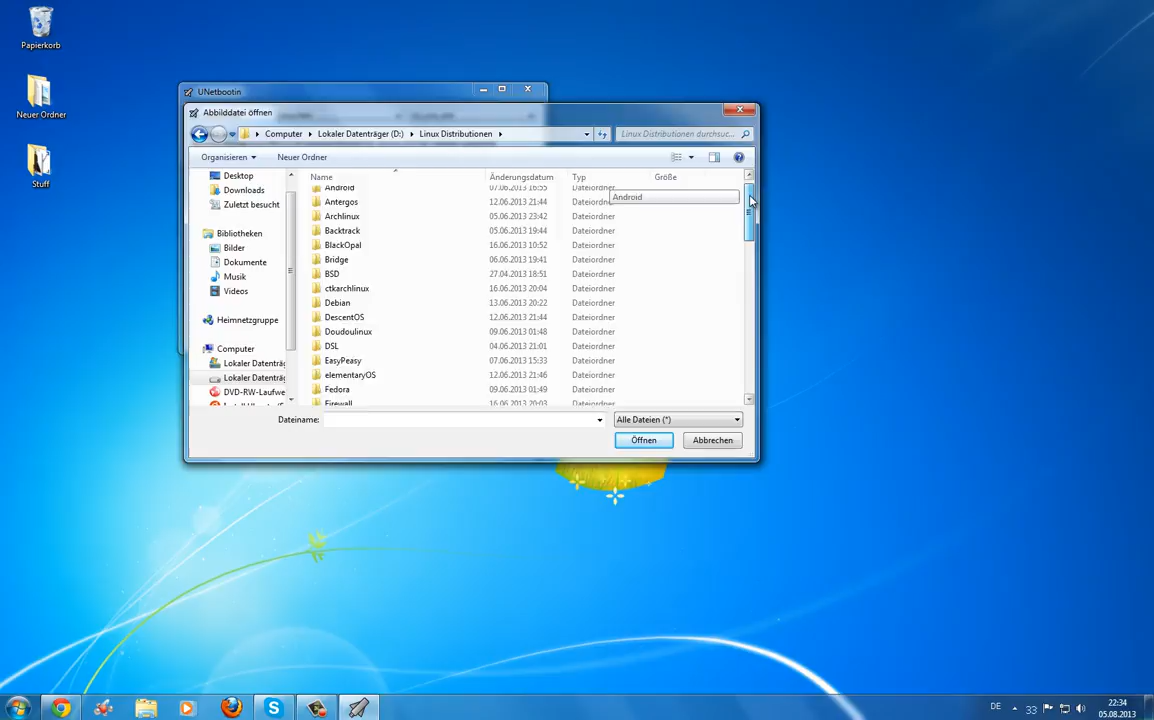 Papierkorb
Neuer Ordner
Stuff
UNetbootin
Abbilddatei öffnen
Computer
Lokaler Datenträger (D:)
Linux Distributionen
Linux Distributionen durchsuc...
Organisieren
Neuer Ordner
Desktop
Downloads
Zuletzt besucht
Bibliotheken
Bilder
Dokumente
Musik
Videos
Heimnetzgruppe
Computer
Lokaler Datenträg
Lokaler Datenträg
DVD-RW-Laufwe
Name Änderungsdatum Typ Größe
Android 07.06.2013 16:55 Dateiordner
Android
Antergos 12.06.2013 21:44 Dateiordner
Archlinux 05.06.2013 23:42 Dateiordner
Backtrack 05.06.2013 19:44 Dateiordner
BlackOpal 16.06.2013 10:52 Dateiordner
Bridge 06.06.2013 19:41 Dateiordner
BSD 27.04.2013 18:51 Dateiordner
ctkarchlinux 16.06.2013 20:04 Dateiordner
Debian 13.06.2013 20:22 Dateiordner
DescentOS 12.06.2013 21:44 Dateiordner
Doudoulinux 09.06.2013 01:48 Dateiordner
DSL 04.06.2013 21:01 Dateiordner
EasyPeasy 07.06.2013 15:33 Dateiordner
elementaryOS 12.06.2013 21:46 Dateiordner
Fedora 09.06.2013 01:49 Dateiordner
Firewall 16.06.2013 20:03 Dateiordner
Dateiname:
Alle Dateien (*)
Öffnen
Abbrechen
DE
33
22:34
05.08.2013